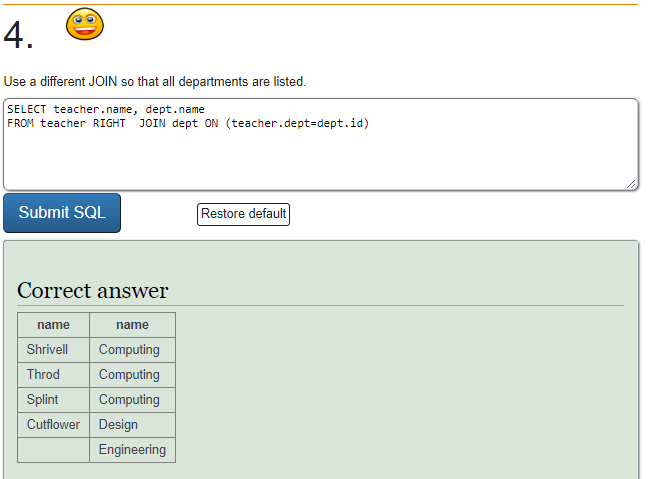 4.
Use a different JOIN so that all departments are listed.
SELECT teacher.name, dept.name
FROM teacher RIGHT  JOIN dept ON (teacher.dept=dept.id)
Submit SQL
Restore default
Correct answer
name name
Shrivell Computing
Throd Computing
Splint Computing
Cutflower Design
Engineering